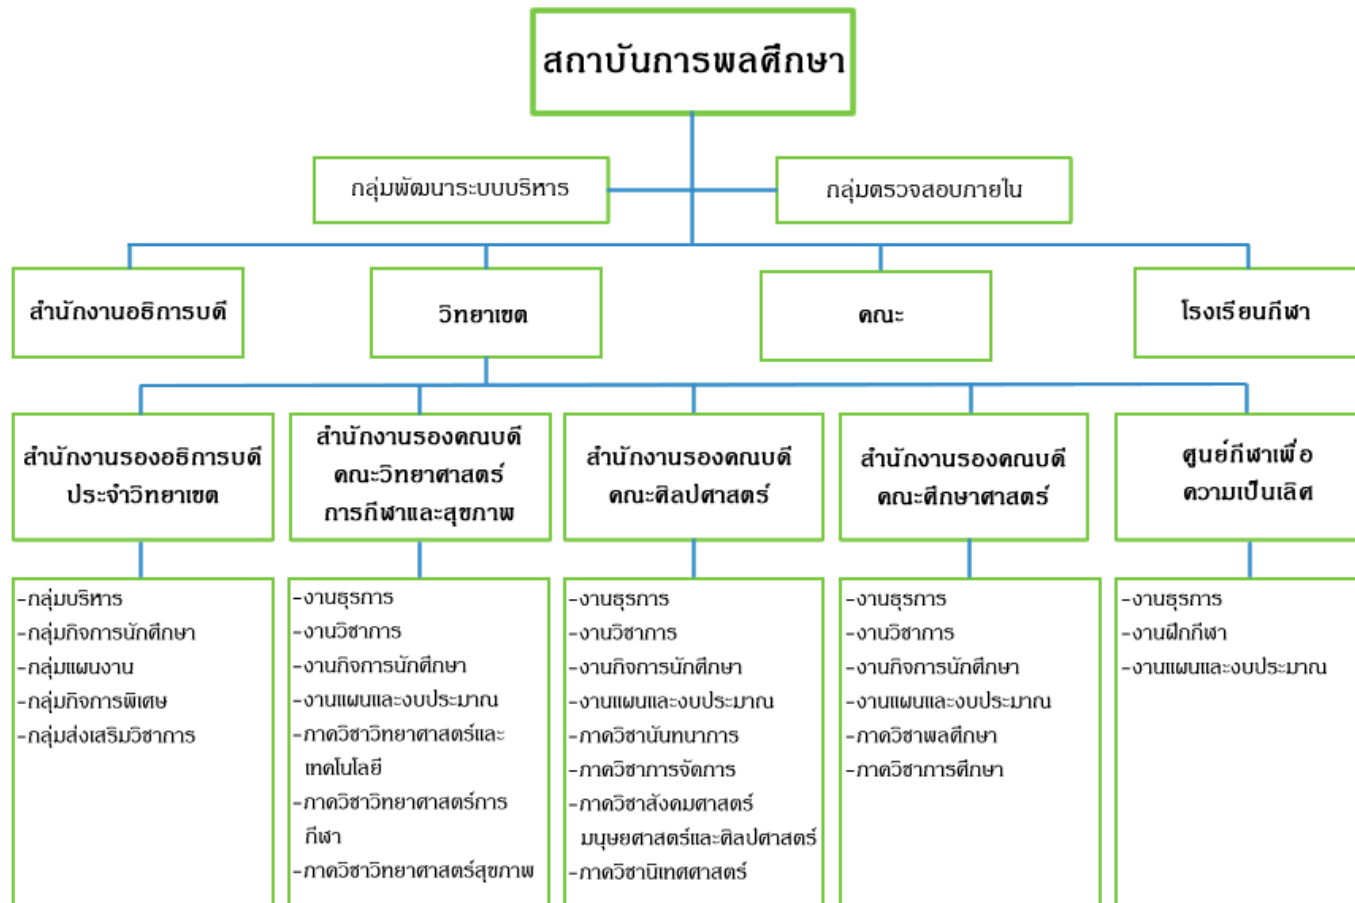 สถาบันการพลศึกษา
กลุ่มพัฒนาระบบบริหาร
กลุ่มตรวจสอบภายใน
สำนักงานอธิการบดี
วิทยาเขต
คณะ
โรงเรียนกีฬา
สำนักงานรองอธิการบดี
ประจำวิทยาเขต
สำนักงานรองคณบดี
คณะวิทยาศาสตร์
การกีฬาและสุขภาพ
สำนักงานรองคณบดี
คณะศิลปศาสตร์
สำนักงานรองคณบดี
คณะศึกษาศาสตร์
ศูนย์กีฬาเพื่อ
ความเป็นเลิศ
-กลุ่มบริหาร
-กลุ่มกิจการนักศึกษา
-กลุ่มแผนงาน
-กลุ่มกิจการพิเศษ
-กลุ่มส่งเสริมวิชาการ
-งานธุรการ
-งานวิชาการ
-งานกิจการนักศึกษา
-งานแผนและงบประมาณ
-ภาควิชาวิทยาศาสตร์และ
เทคโนโลยี
-ภาควิชาวิทยาศาสตร์การ
กีฬา
-ภาควิชาวิทยาศาสตร์สุขภาพ
-งานธุรการ
-งานวิชาการ
-งานกิจการนักศึกษา
-งานแผนและงบประมาณ
-ภาควิชานันทนาการ
-ภาควิชาการจัดการ
-ภาควิชาสังคมศาสตร์
มนุษยศาสตร์และศิลปศาสตร์
-ภาควิชานิเทศศาสตร์
-งานธุรการ
-งานวิชาการ
-งานกิจการนักศึกษา
-งานแผนและงบประมาณ
-ภาควิชาพลศึกษา
-ภาควิชาการศึกษา
-งานธุรการ
-งานฝึกกีฬา
-งานแผนและงบประมาณ